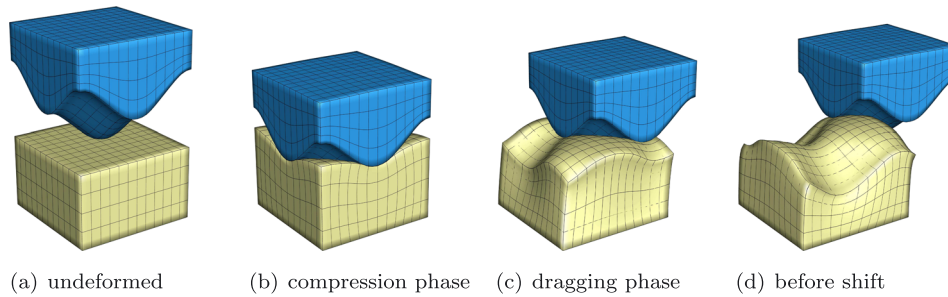 (a) undeformed
(b) compression phase
(c) dragging phase
(d) before shift